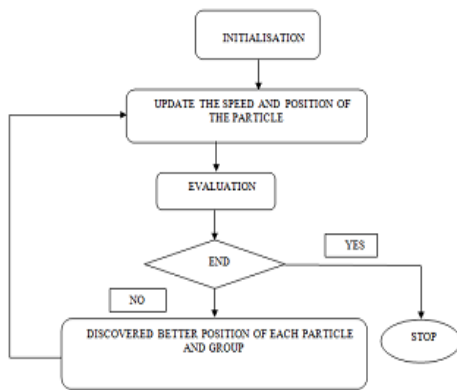 INITIALISATION
UPDATE THE SPEED AND POSITION OF
THE PARTICLE
EVALUATION
YES
END
NO
DISCOVERED BETTER POSITION OF EACH PARTICLE
AND GROUP
STOP